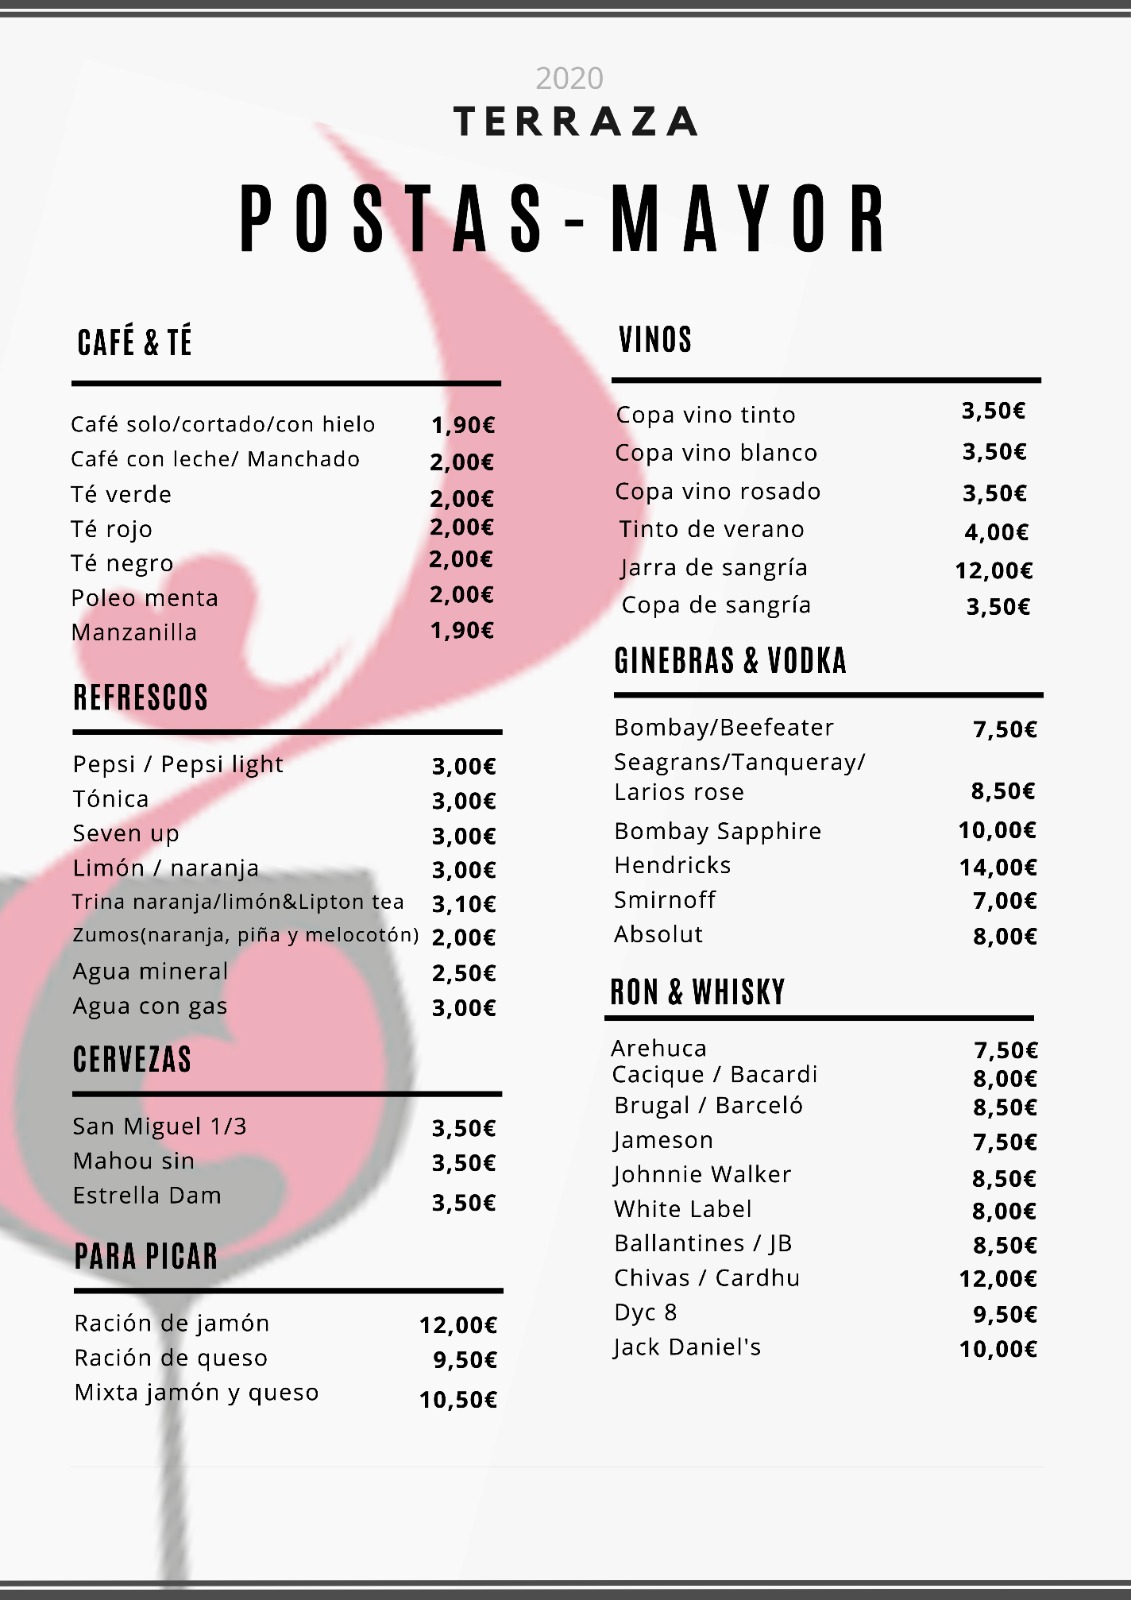 2020
TERRAZA
POSTAS-MAYOR
CAFÉ & TÉ
Café solo/cortado/con hielo 1,90€
Café con leche/ Manchado 2,00€
Té verde 2,00€
Té rojo 2,00€
Té negro 2,00€
Poleo menta 2,00€
Manzanilla 1,90€
REFRESCOS
Pepsi / Pepsi light 3,00€
Tónica 3,00€
Seven up 3,00€
Limón / naranja 3,00€
Trina naranja/limón&Lipton tea 3,10€
Zumos(naranja, piña y melocotón) 2,00€
Agua mineral 2,50€
Agua con gas 3,00€
CERVEZAS
San Miguel 1/3 3,50€
Mahou sin 3,50€
Estrella Dam 3,50€
PARA PICAR
Ración de jamón 12,00€
Ración de queso 9,50€
Mixta jamón y queso 10,50€
VINOS
Copa vino tinto 3,50€
Copa vino blanco 3,50€
Copa vino rosado 3,50€
Tinto de verano 4,00€
Jarra de sangría 12,00€
Copa de sangría 3,50€
GINEBRAS & VODKA
Bombay/Beefeater 7,50€
Seagrans/Tanqueray/
Larios rose 8,50€
Bombay Sapphire 10,00€
Hendricks 14,00€
Smirnoff 7,00€
Absolut 8,00€
RON & WHISKY
Arehuca 7,50€
Cacique / Bacardi 8,00€
Brugal / Barceló 8,50€
Jameson 7,50€
Johnnie Walker 8,50€
White Label 8,00€
Ballantines / JB 8,50€
Chivas / Cardhu 12,00€
Dyc 8 9,50€
Jack Daniel's 10,00€